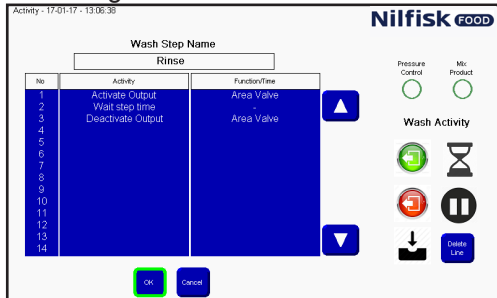 Activity - 17-01-17 - 13:06:38
Nilfisk FOOD
Wash Step Name
Rinse
No Activity Function/Time
1 Activate Output Area Valve
2 Wait step time -
3 Deactivate Output Area Valve
4
5
6
7
8
9
10
11
12
13
14
OK
Cancel
Pressure Control
Mix Product
Wash Activity
Delete Line